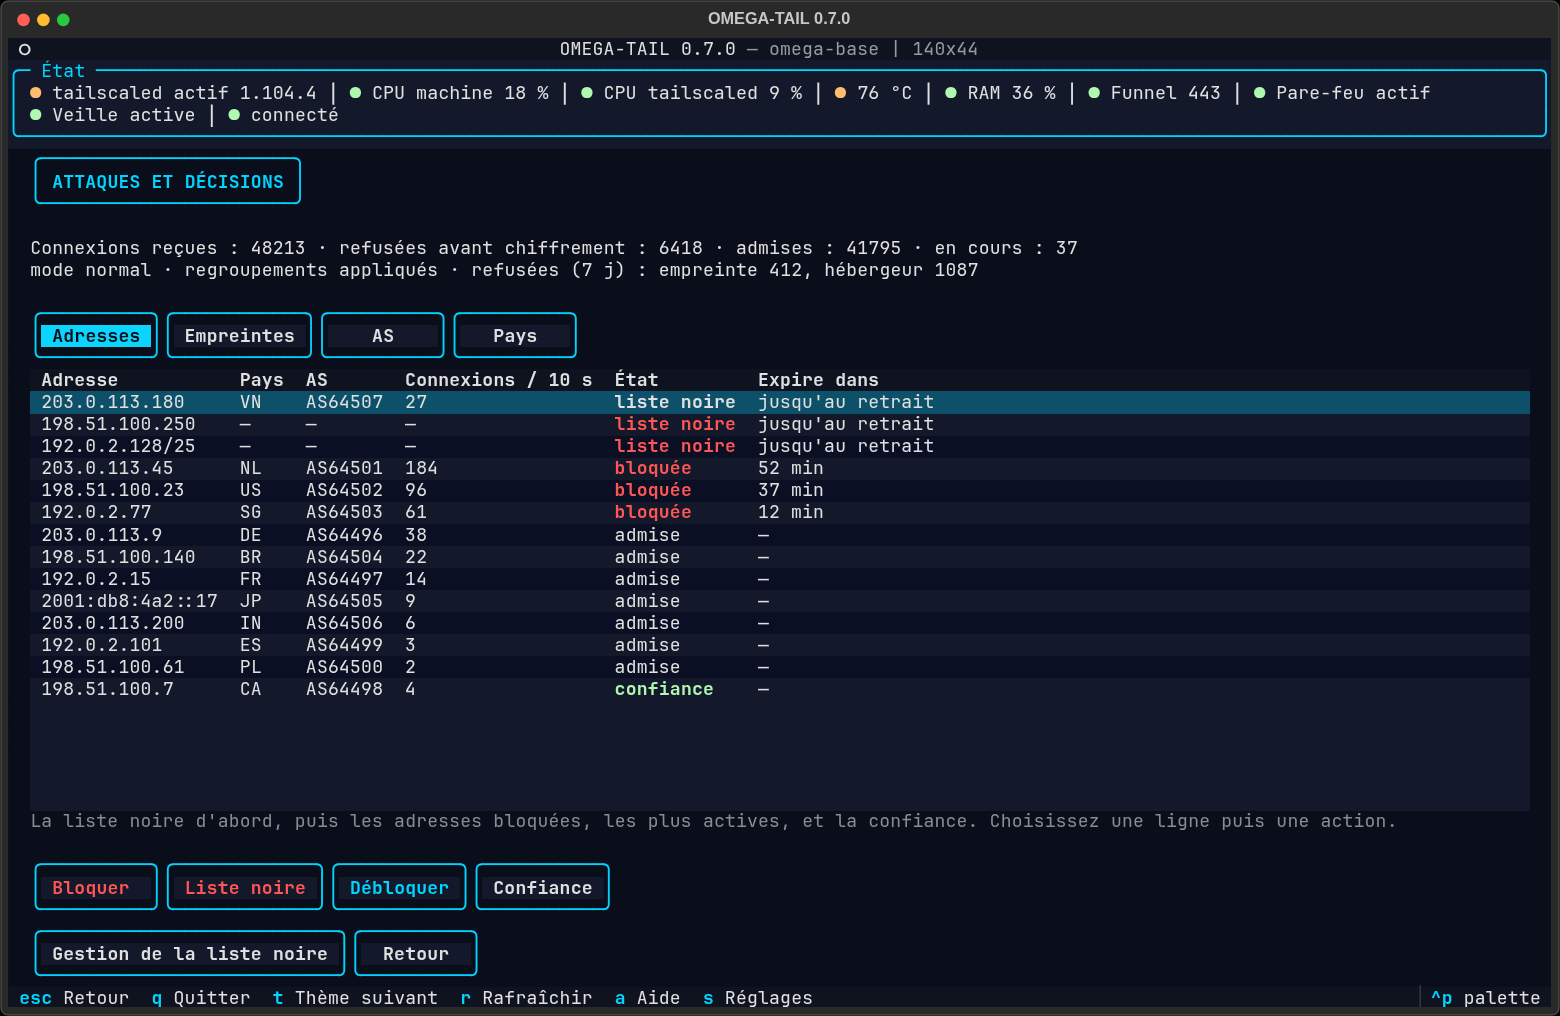 OMEGA-TAIL 0.7.0
OMEGA-TAIL 0.7.0 — omega-base | 140x44
État
tailscaled actif 1.104.4 │ CPU machine 18 % │ CPU tailscaled 9 % │ 76 °C │ RAM 36 % │ Funnel 443 │ Pare-feu actif
Veille active │ connecté
ATTAQUES ET DÉCISIONS
Connexions reçues : 48213 · refusées avant chiffrement : 6418 · admises : 41795 · en cours : 37
mode normal · regroupements appliqués · refusées (7 j) : empreinte 412, hébergeur 1087
Adresses Empreintes AS Pays
Adresse Pays AS Connexions / 10 s État Expire dans
203.0.113.180 VN AS64507 27 liste noire jusqu'au retrait
198.51.100.250 — — — liste noire jusqu'au retrait
192.0.2.128/25 — — — liste noire jusqu'au retrait
203.0.113.45 NL AS64501 184 bloquée 52 min
198.51.100.23 US AS64502 96 bloquée 37 min
192.0.2.77 SG AS64503 61 bloquée 12 min
203.0.113.9 DE AS64496 38 admise —
198.51.100.140 BR AS64504 22 admise —
192.0.2.15 FR AS64497 14 admise —
2001:db8:4a2::17 JP AS64505 9 admise —
203.0.113.200 IN AS64506 6 admise —
192.0.2.101 ES AS64499 3 admise —
198.51.100.61 PL AS64500 2 admise —
198.51.100.7 CA AS64498 4 confiance —
La liste noire d'abord, puis les adresses bloquées, les plus actives, et la confiance. Choisissez une ligne puis une action.
Bloquer Liste noire Débloquer Confiance
Gestion de la liste noire Retour
esc Retour q Quitter t Thème suivant r Rafraîchir a Aide s Réglages ^p palette